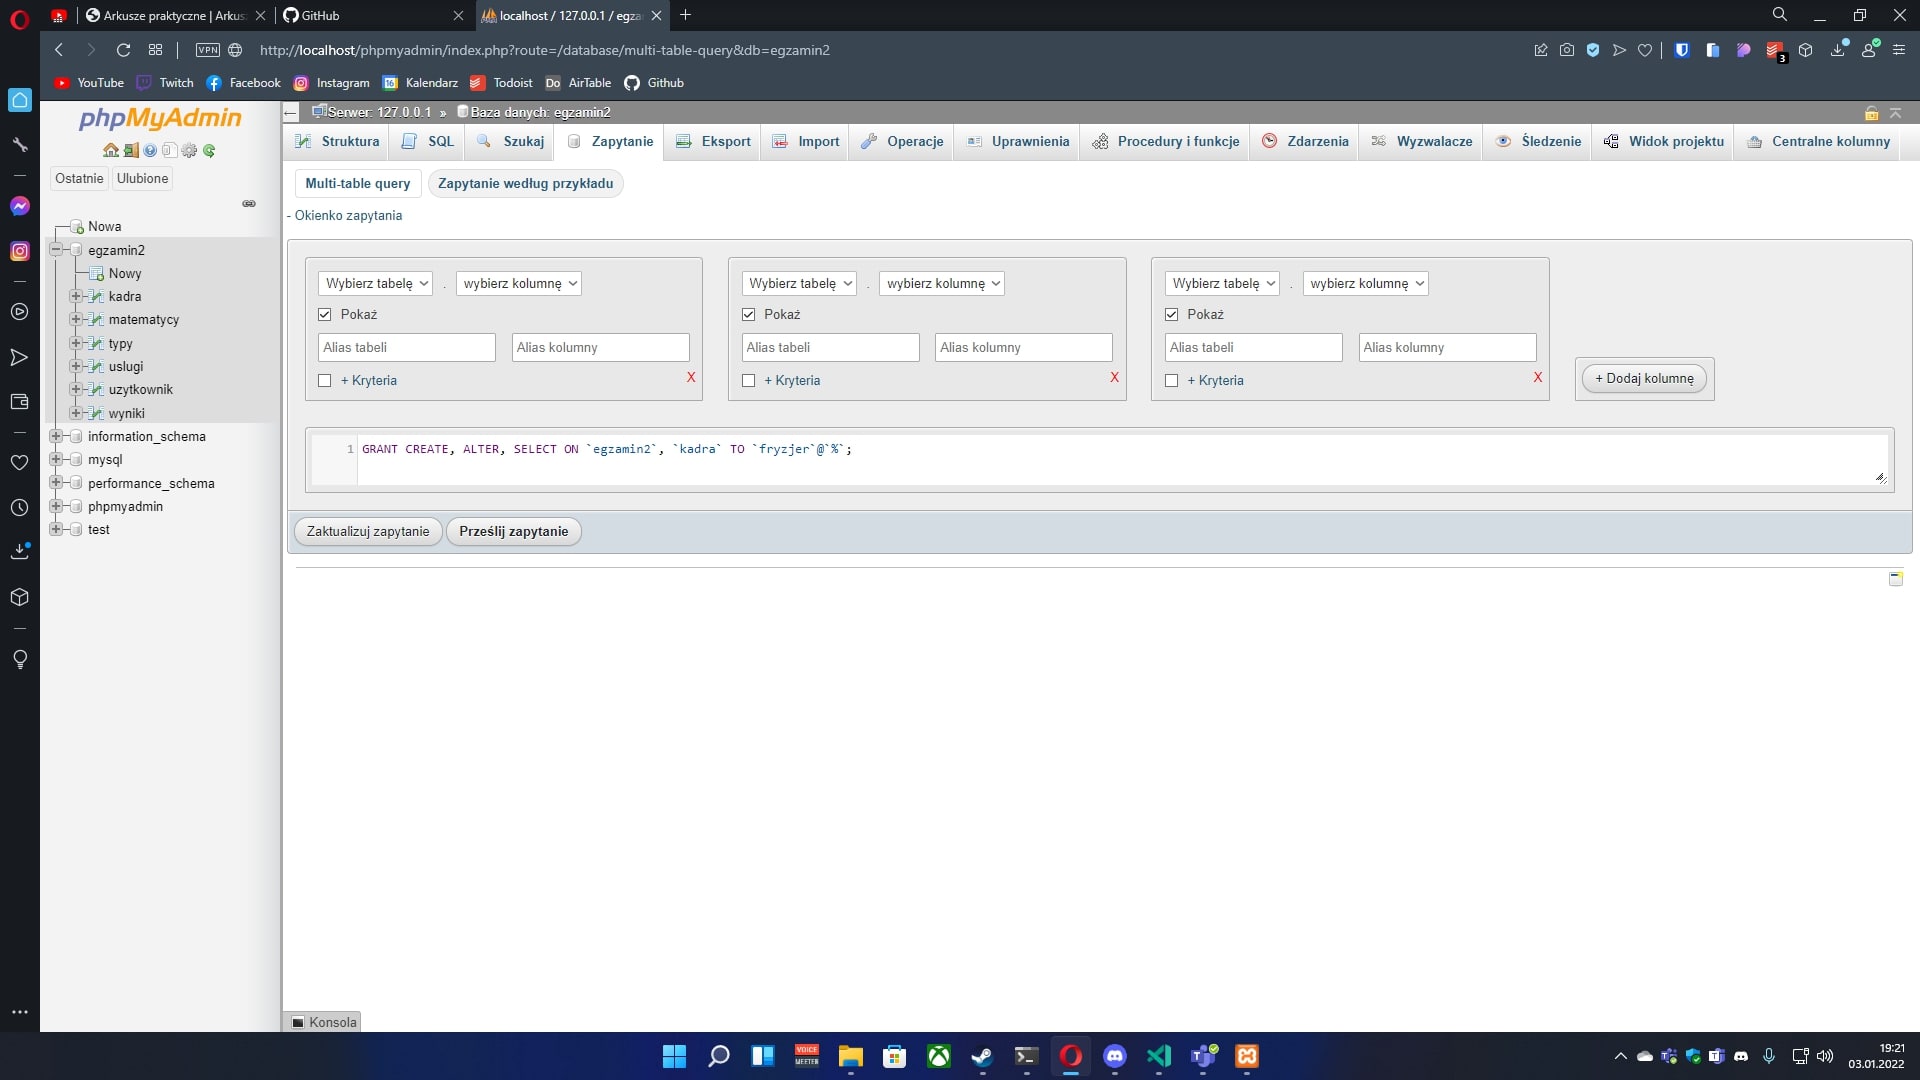 Arkusze praktyczne | Arkus
GitHub
localhost / 127.0.0.1 / egza
VPN
http://localhost/phpmyadmin/index.php?route=/database/multi-table-query&db=egzamin2
3
YouTube
Twitch
Facebook
Instagram
16
Kalendarz
Todoist
Do
AirTable
Github
phpMyAdmin
Ostatnie
Ulubione
Nowa
egzamin2
Nowy
kadra
matematycy
typy
uslugi
uzytkownik
wyniki
information_schema
mysql
performance_schema
phpmyadmin
test
Serwer: 127.0.0.1 » Baza danych: egzamin2
Struktura
SQL
Szukaj
Zapytanie
Eksport
Import
Operacje
Uprawnienia
Procedury i funkcje
Zdarzenia
Wyzwalacze
Śledzenie
Widok projektu
Centralne kolumny
Multi-table query
Zapytanie według przykładu
- Okienko zapytania
Wybierz tabelę . wybierz kolumnę
Pokaż
Alias tabeli
Alias kolumny
+ Kryteria
X
Wybierz tabelę . wybierz kolumnę
Pokaż
Alias tabeli
Alias kolumny
+ Kryteria
X
Wybierz tabelę . wybierz kolumnę
Pokaż
Alias tabeli
Alias kolumny
+ Kryteria
X
+ Dodaj kolumnę
1 GRANT CREATE, ALTER, SELECT ON `egzamin2`, `kadra` TO `fryzjer`@`%`;
Zaktualizuj zapytanie
Prześlij zapytanie
Konsola
VOICE
MEETER
19:21
03.01.2022